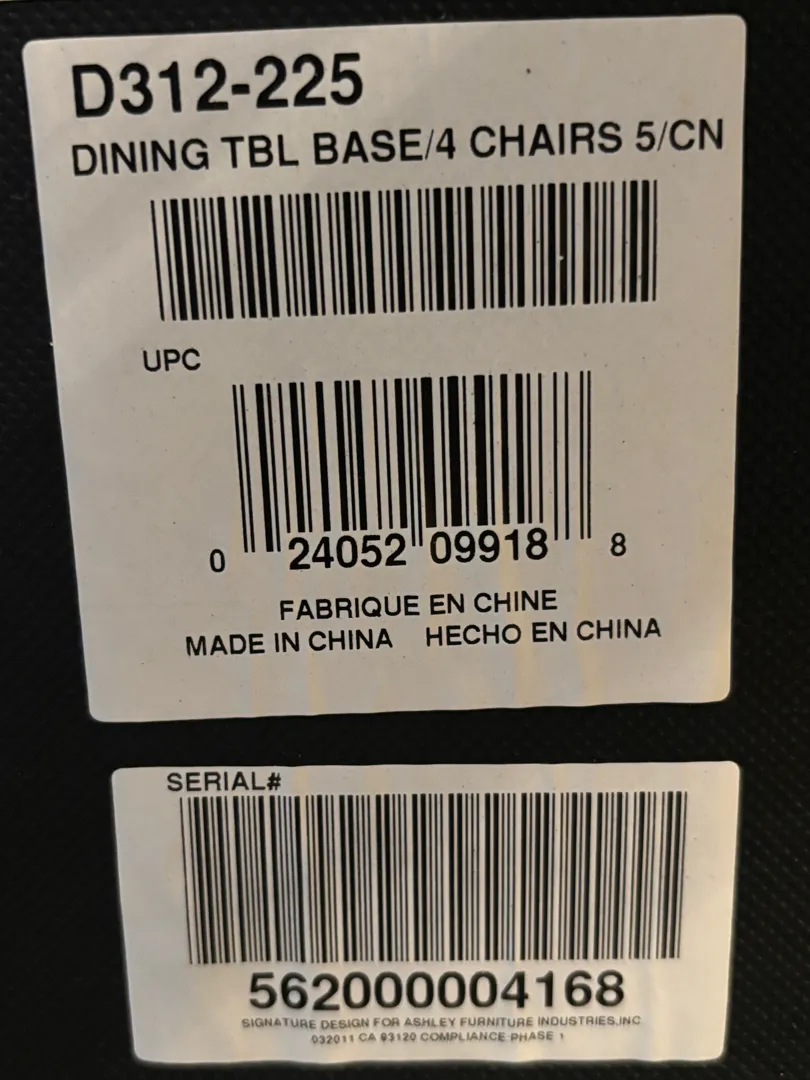 D312-225
DINING TBL BASE/4 CHAIRS 5/CN
UPC
0 24052 09918 8
FABRIQUE EN CHINE
MADE IN CHINA HECHO EN CHINA
SERIAL#
562000004168
SIGNATURE DESIGN FOR ASHLEY FURNITURE INDUSTRIES,INC
032011 CA 93120 COMPLIANCE PHASE 1